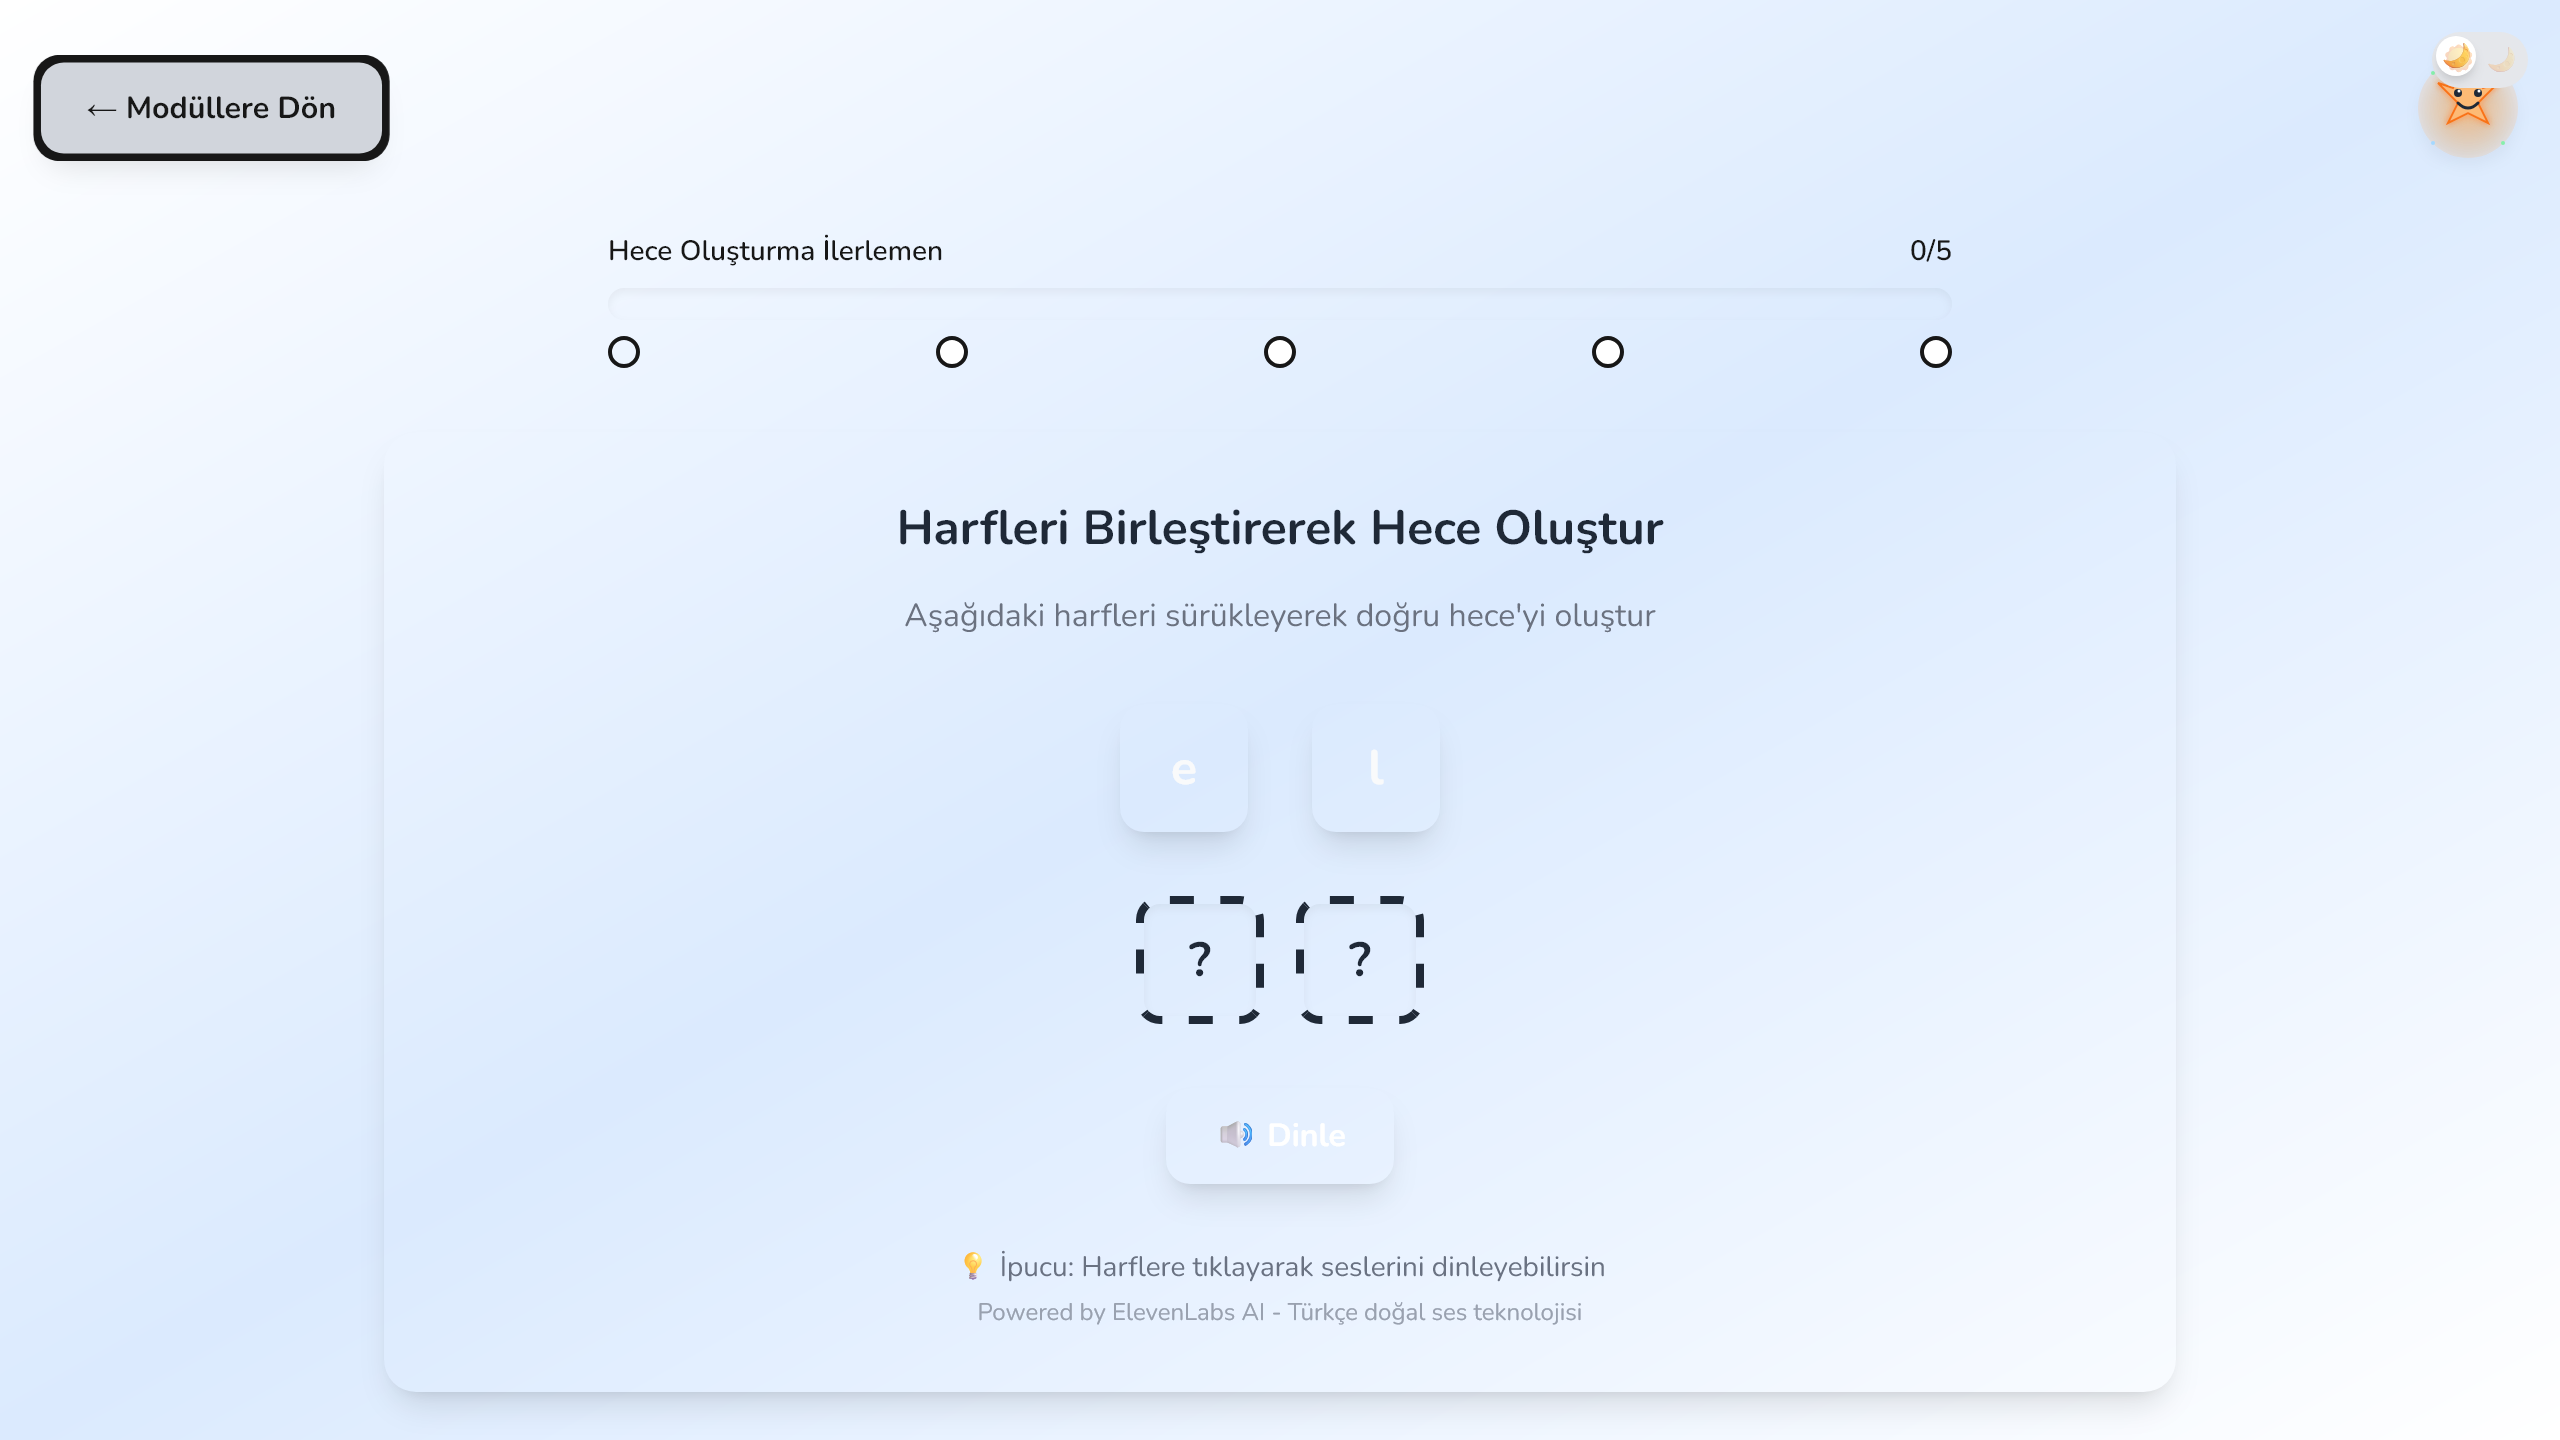 ← Modüllere Dön
Hece Oluşturma İlerlemen 0/5
Harfleri Birleştirerek Hece Oluştur
Aşağıdaki harfleri sürükleyerek doğru hece'yi oluştur
e l
? ?
Dinle
İpucu: Harflere tıklayarak seslerini dinleyebilirsin
Powered by ElevenLabs AI - Türkçe doğal ses teknolojisi